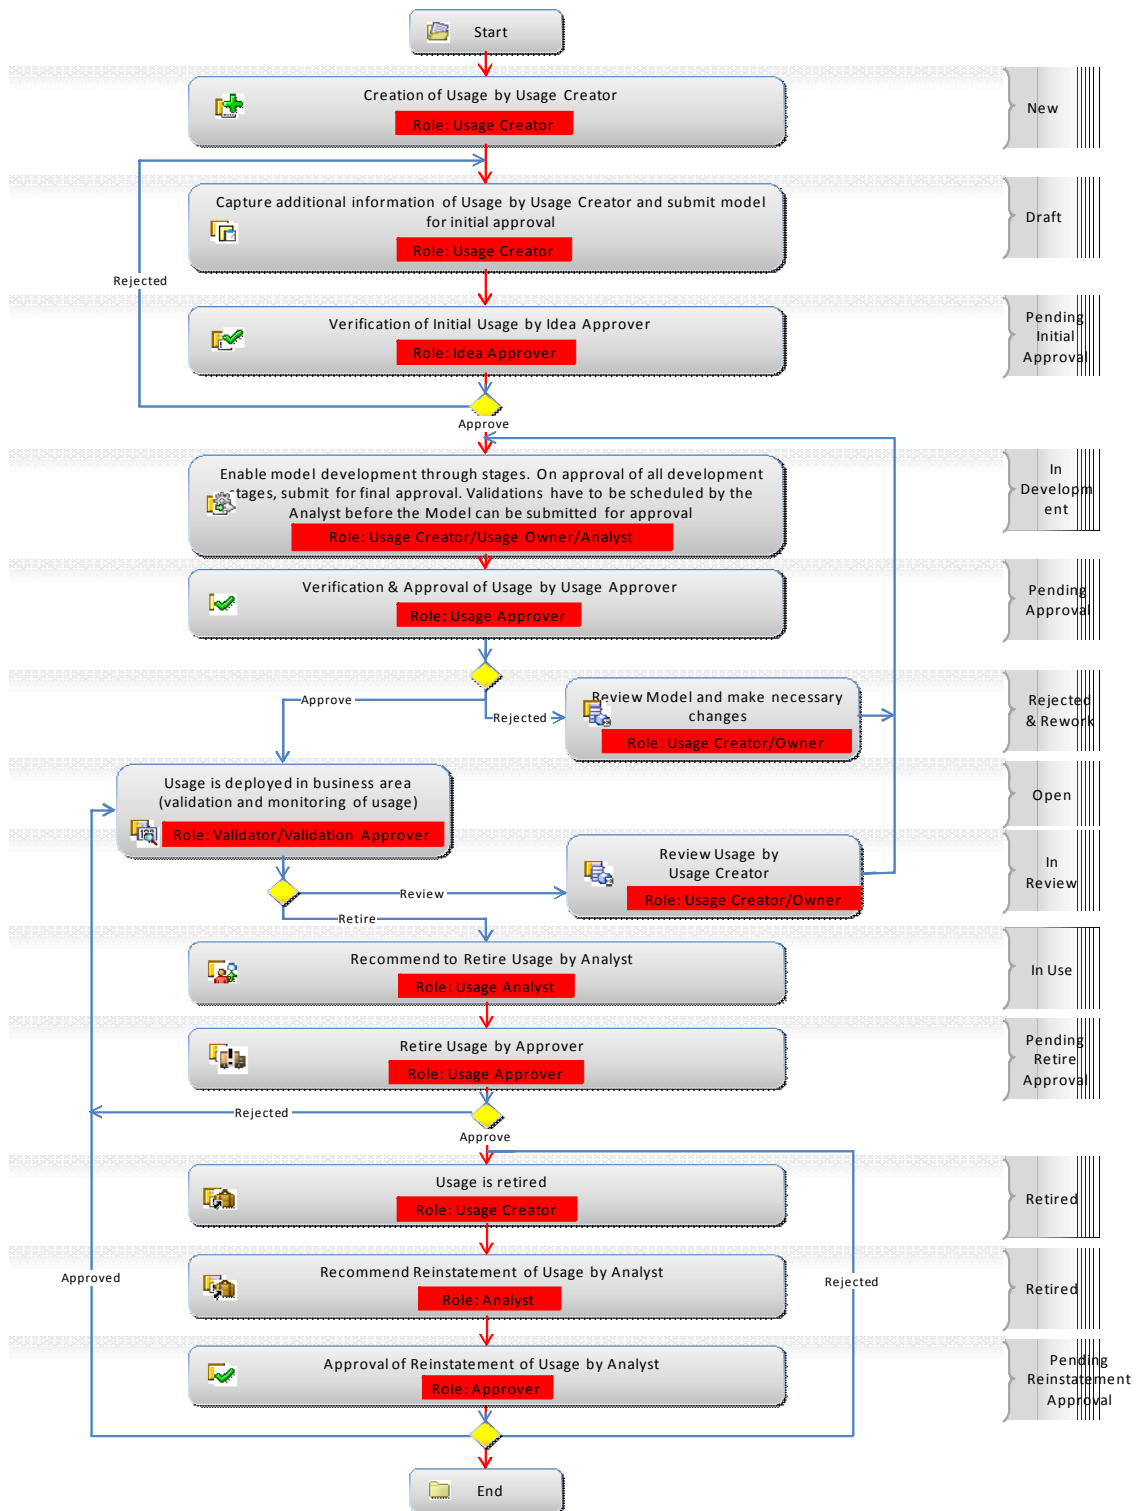 Start
Creation of Usage by Usage Creator
Role: Usage Creator
New
Capture additional information of Usage by Usage Creator and submit model
for initial approval
Role: Usage Creator
Draft
Rejected
Verification of Initial Usage by Idea Approver
Role: Idea Approver
Pending
Initial
Approval
Approve
Enable model development through stages. On approval of all development
stages, submit for final approval. Validations have to be scheduled by the
Analyst before the Model can be submitted for approval
Role: Usage Creator/Usage Owner/Analyst
In
Developm
ent
Verification & Approval of Usage by Usage Approver
Role: Usage Approver
Pending
Approval
Approve
Rejected
Review Model and make necessary
changes
Role: Usage Creator/Owner
Rejected
& Rework
Usage is deployed in business area
(validation and monitoring of usage)
Role: Validator/Validation Approver
Open
Review
Review Usage by
Usage Creator
Role: Usage Creator/Owner
In
Review
Retire
Recommend to Retire Usage by Analyst
Role: Usage Analyst
In Use
Retire Usage by Approver
Role: Usage Approver
Pending
Retire
Approval
Rejected
Approve
Usage is retired
Role: Usage Creator
Retired
Approved
Recommend Reinstatement of Usage by Analyst
Role: Analyst
Rejected
Retired
Approval of Reinstatement of Usage by Analyst
Role: Approver
Pending
Reinstatement
Approval
End